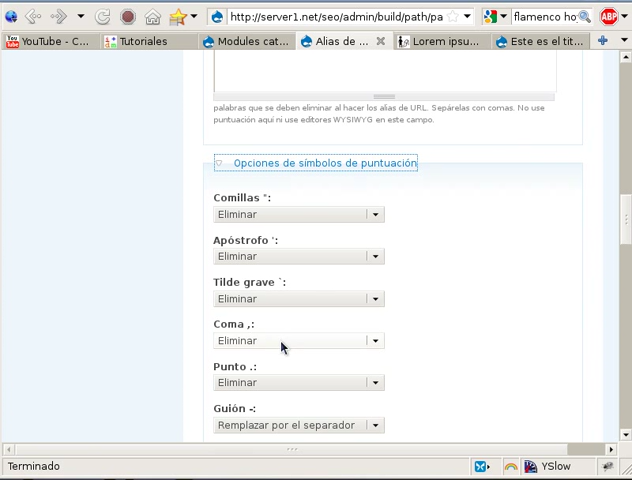 http://server1.net/seo/admin/build/path/pa
flamenco ho
ABP
YouTube - C...
Tutoriales
Modules cat...
Alias de ...
Lorem ipsu...
Este es el tit...
palabras que se deben eliminar al hacer los alias de URL. Sepárelas con comas. No use
puntuación aquí ni use editores WYSIWYG en este campo.
Opciones de símbolos de puntuación
Comillas ":
Eliminar
Apóstrofo ':
Eliminar
Tilde grave `:
Eliminar
Coma ,:
Eliminar
Punto .:
Eliminar
Guión -:
Remplazar por el separador
Terminado
YSlow